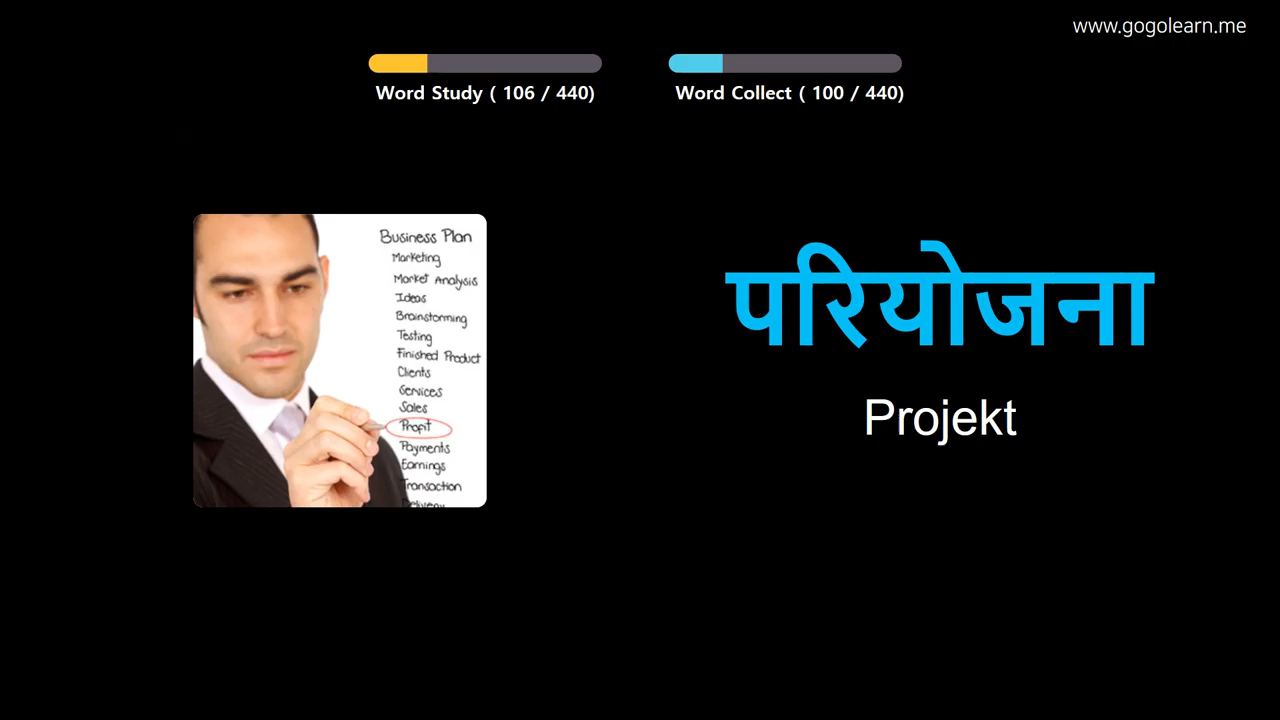 www.gogolearn.me
Word Study ( 106 / 440)
Word Collect ( 100 / 440)
Business Plan
Marketing
Market Analysis
Ideas
Brainstorming
Testing
Finished Product
Clients
Services
Sales
Profit
Payments
Earnings
Transaction
Delivery
परियोजना
Projekt